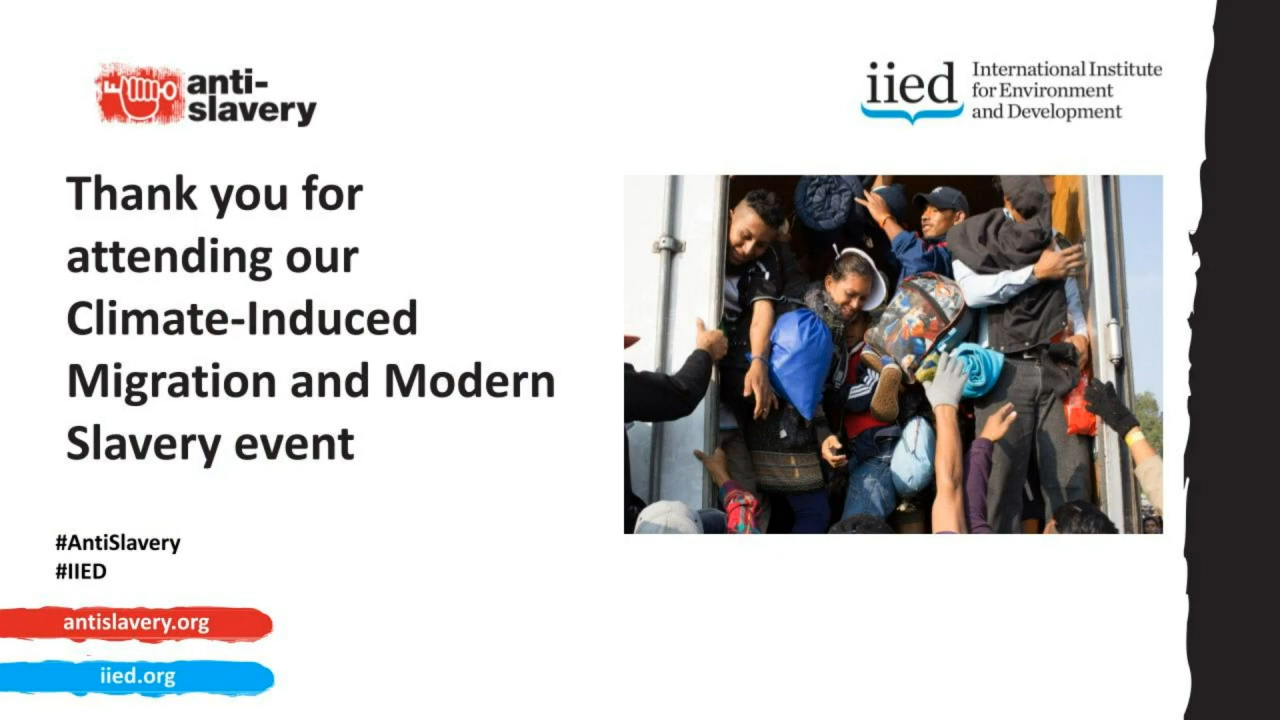 anti-
slavery
iied
International Institute
for Environment
and Development
Thank you for
attending our
Climate-Induced
Migration and Modern
Slavery event
#AntiSlavery
#IIED
antislavery.org
iied.org